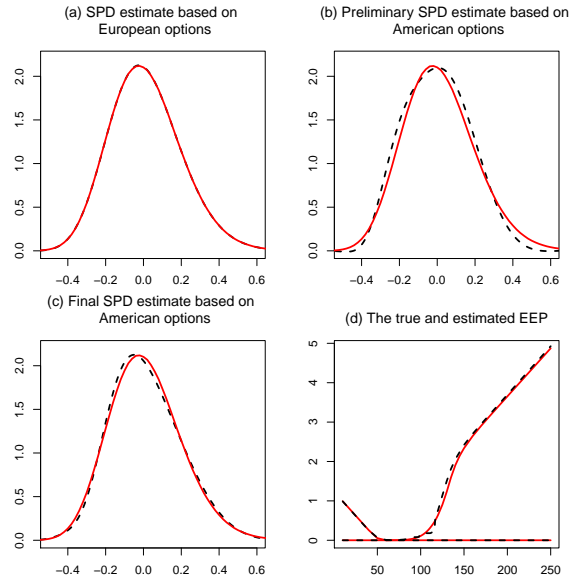 (a) SPD estimate based on
European options
(b) Preliminary SPD estimate based on
American options
0.0 0.5 1.0 1.5 2.0
−0.4 −0.2 0.0 0.2 0.4 0.6
0.0 0.5 1.0 1.5 2.0
−0.4 −0.2 0.0 0.2 0.4 0.6
(c) Final SPD estimate based on
American options
(d) The true and estimated EEP
0.0 0.5 1.0 1.5 2.0
−0.4 −0.2 0.0 0.2 0.4 0.6
0 1 2 3 4 5
50 100 150 200 250